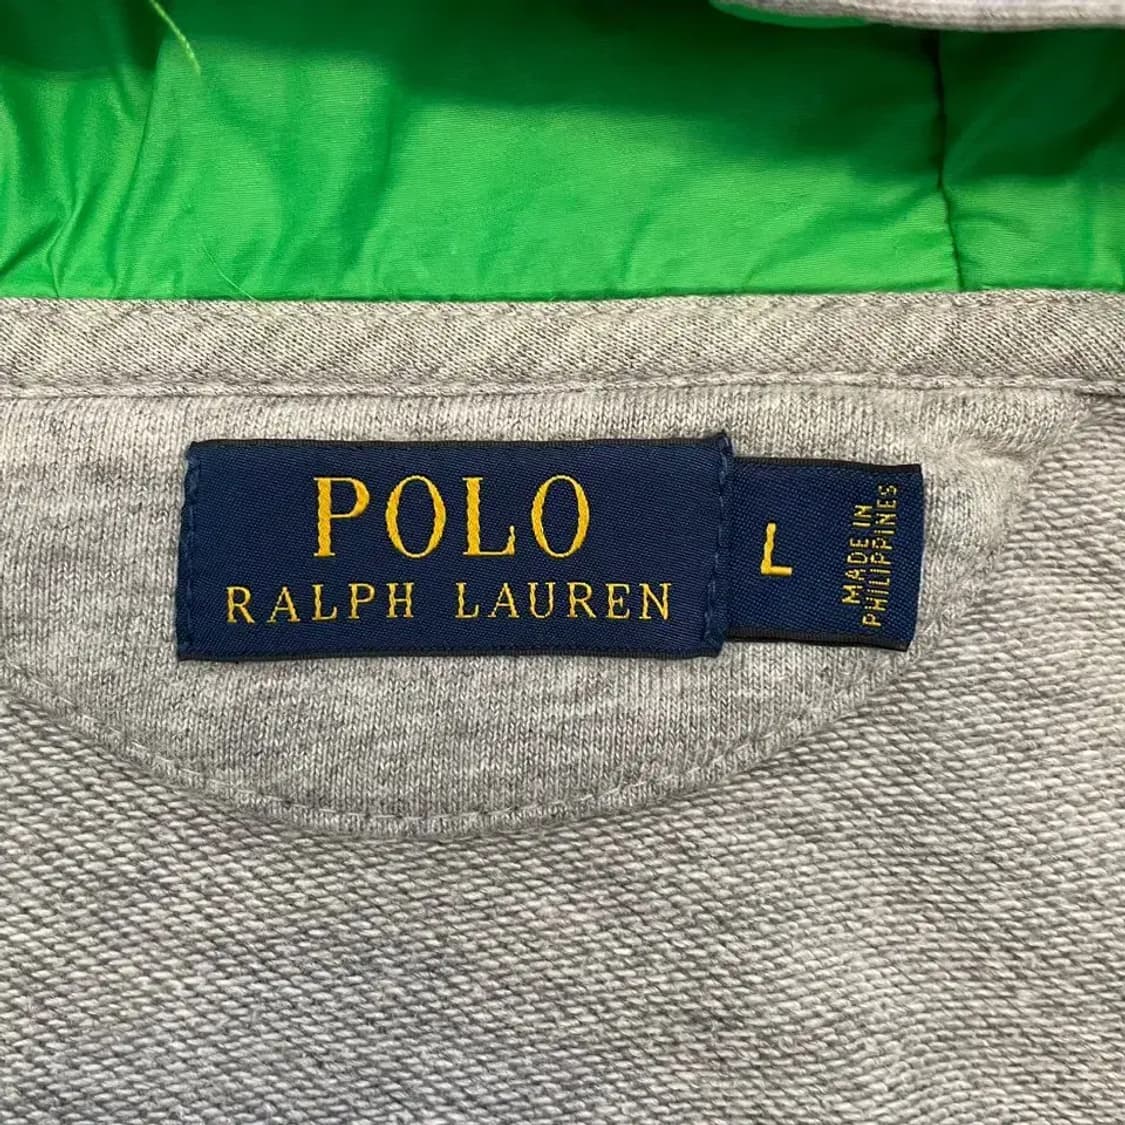 POLO
RALPH LAUREN
L
MADE IN
PHILIPPINES